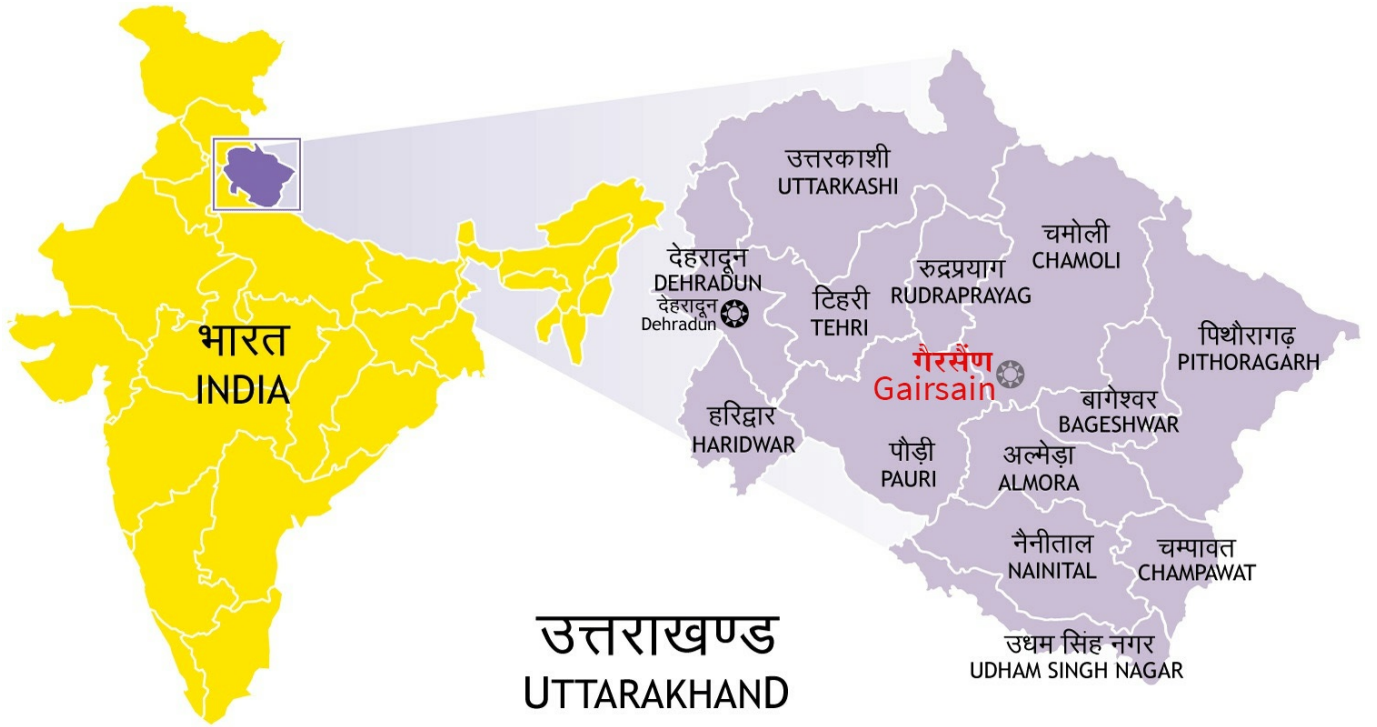 भारत
INDIA
उत्तरकाशी
UTTARKASHI
चमोली
CHAMOLI
देहरादून
DEHRADUN
देहरादून
Dehradun
रुद्रप्रयाग
RUDRAPRAYAG
टिहरी
TEHRI
पिथौरागढ़
PITHORAGARH
गैरसैंण
Gairsain
हरिद्वार
HARIDWAR
बागेश्वर
BAGESHWAR
पौड़ी
PAURI
अल्मेड़ा
ALMORA
नैनीताल
NAINITAL
चम्पावत
CHAMPAWAT
उधम सिंह नगर
UDHAM SINGH NAGAR
उत्तराखण्ड
UTTARAKHAND